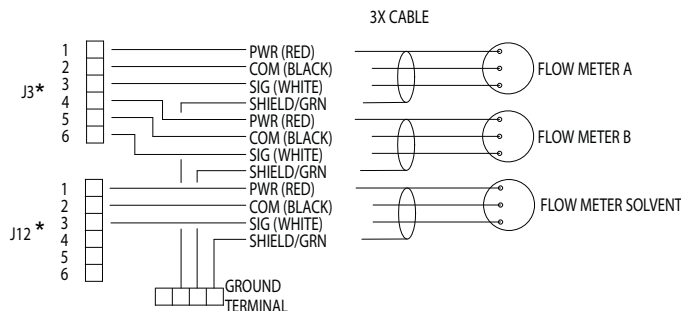 3X CABLE
1 PWR (RED)
2 COM (BLACK) FLOW METER A
3 SIG (WHITE)
J3*
4 SHIELD/GRN
5 PWR (RED)
6 COM (BLACK) FLOW METER B
SIG (WHITE)
SHIELD/GRN
1 PWR (RED)
2 COM (BLACK) FLOW METER SOLVENT
3 SIG (WHITE)
J12*
4 SHIELD/GRN
5
6
GROUND
TERMINAL